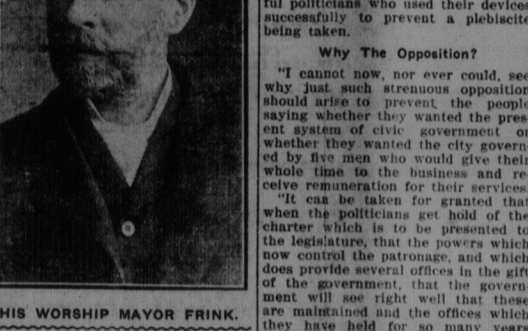 HIS WORSHIP MAYOR FRINK.
ful politicians who used their devices
successfully to prevent a plebiscite
being taken.
Why The Opposition?
"I cannot now, nor ever could, see
why just such strenuous opposition
should arise to prevent the people
saying whether they wanted the pres-
ent system of civic government or
whether they wanted the city govern-
ed by five men who would give their
whole time to the business and re-
ceive remuneration for their services.
"It can be taken for granted that
when the politicians get hold of the
charter which is to be presented to
the legislature, that the powers which
now control the patronage, and which
does provide several offices in the gift
of the government, that the govern-
ment will see right well that these
are maintained and the offices which
they have held for so many